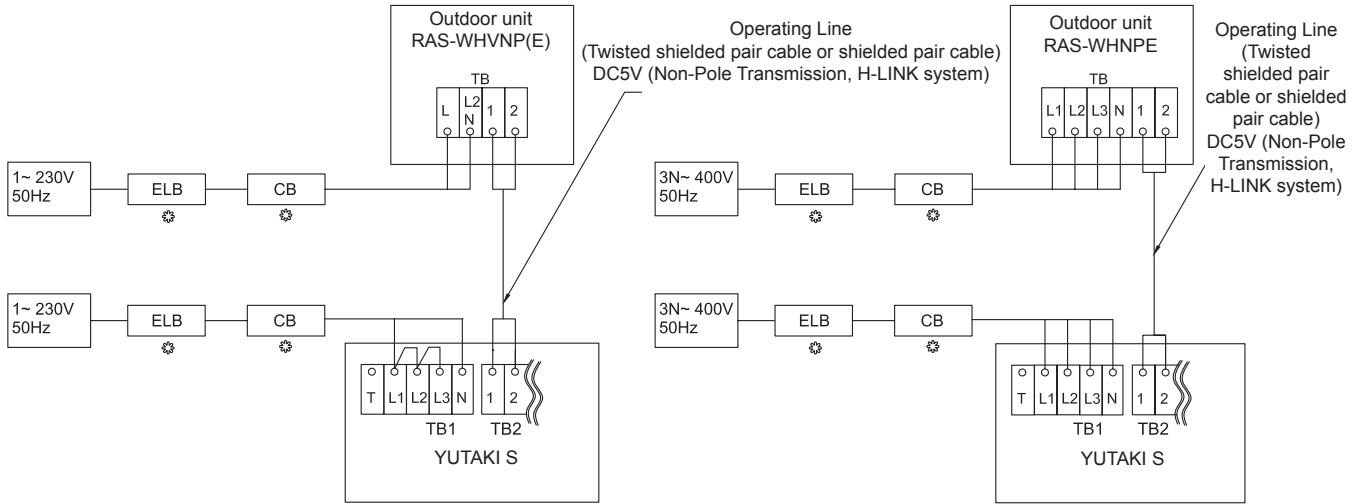 Outdoor unit
RAS-WHVNP(E)
TB
L
L2
N
1
2
Operating Line
(Twisted shielded pair cable or shielded pair cable)
DC5V (Non-Pole Transmission, H-LINK system)
1~ 230V
50Hz
ELB
CB
1~ 230V
50Hz
ELB
CB
T
L1
L2
L3
N
1
2
TB1
TB2
YUTAKI S
Outdoor unit
RAS-WHNPE
TB
L1
L2
L3
N
1
2
Operating Line
(Twisted
shielded pair
cable or shielded
pair cable)
DC5V (Non-Pole
Transmission,
H-LINK system)
3N~ 400V
50Hz
ELB
CB
3N~ 400V
50Hz
ELB
CB
T
L1
L2
L3
N
1
2
TB1
TB2
YUTAKI S